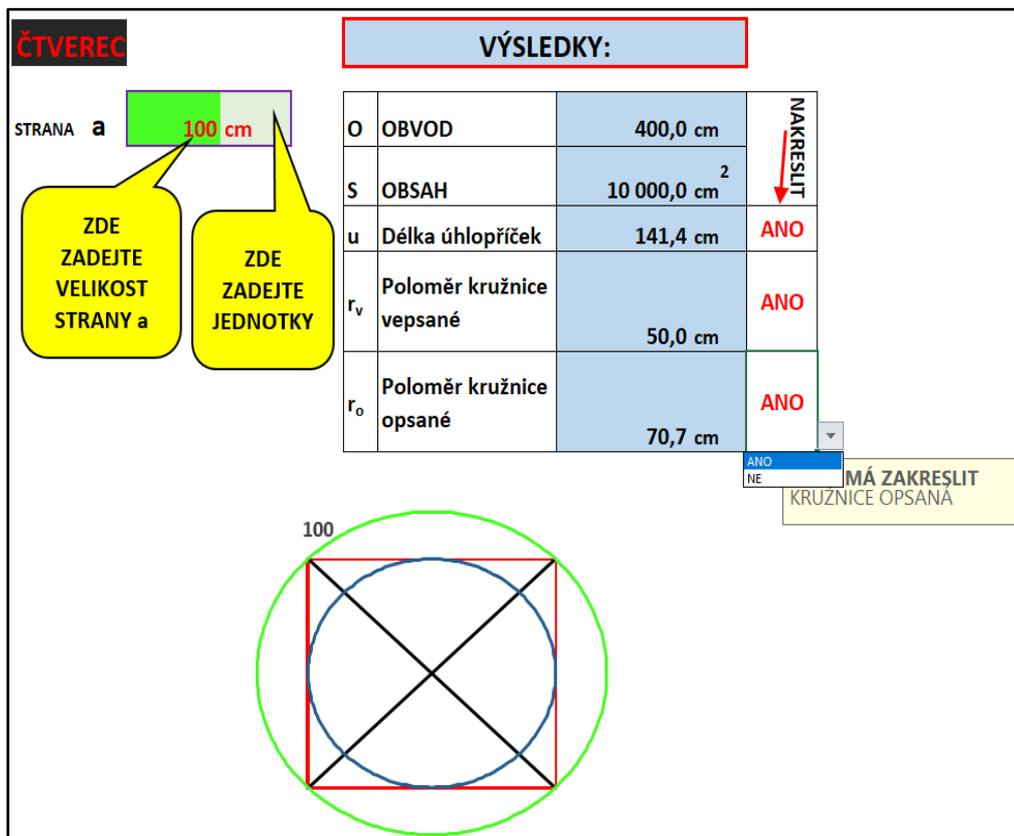 ČTVEREC
VÝSLEDKY:
STRANA a 100 cm
ZDE
ZADEJTE
VELIKOST
STRANY a
ZDE
ZADEJTE
JEDNOTKY
O OBVOD 400,0 cm
NAKRESLIT
S OBSAH 10 000,0 cm²
u Délka úhlopříček 141,4 cm ANO
rᵥ Poloměr kružnice
vepsané
50,0 cm
ANO
rₒ Poloměr kružnice
opsané
70,7 cm
ANO
ANO
NE
MÁ ZAKRESLIT
KRUŽNICE OPSANÁ
100